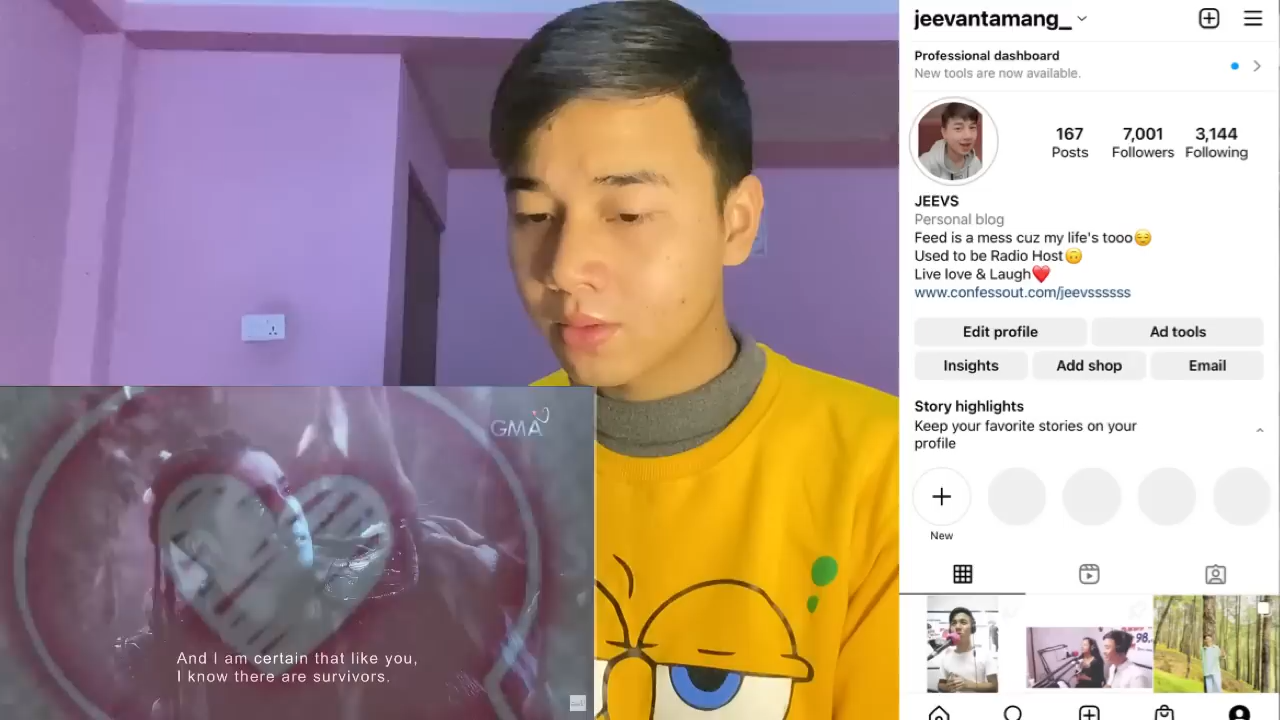 GMA
And I am certain that like you,
I know there are survivors.
jeevantamang_
Professional dashboard
New tools are now available.
167
7,001
3,144
Posts
Followers
Following
JEEVS
Personal blog
Feed is a mess cuz my life's tooo😌
Used to be Radio Host🙃
Live love & Laugh❤️
www.confessout.com/jeevssssss
Edit profile
Ad tools
Insights
Add shop
Email
Story highlights
Keep your favorite stories on your
profile
New
98.